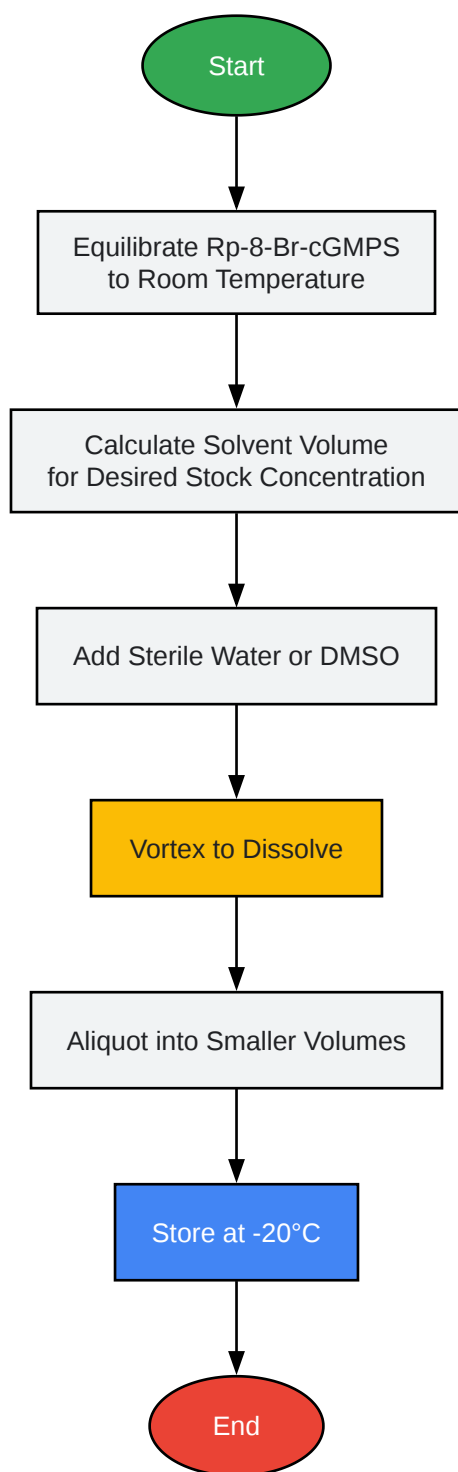 Start
Equilibrate Rp-8-Br-cGMPS
to Room Temperature
Calculate Solvent Volume
for Desired Stock Concentration
Add Sterile Water or DMSO
Vortex to Dissolve
Aliquot into Smaller Volumes
Store at -20°C
End